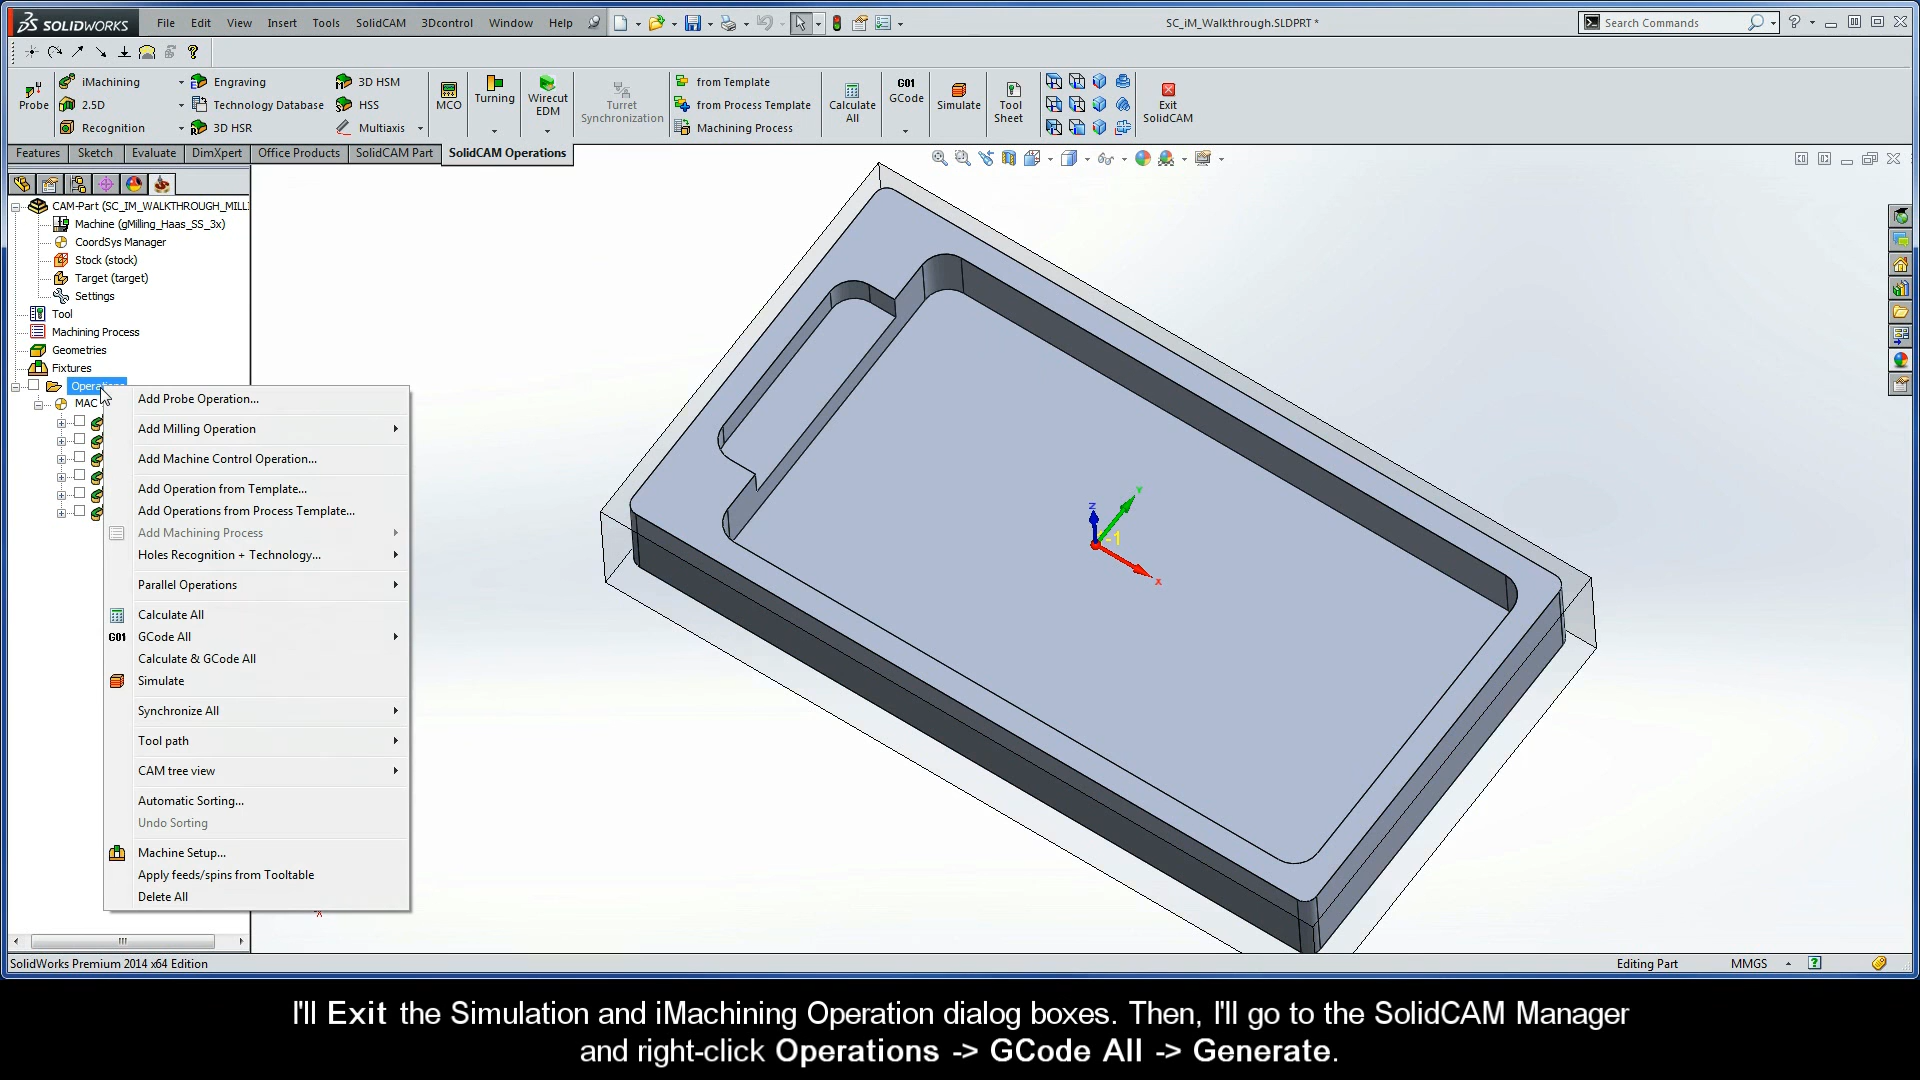 SOLIDWORKS File Edit View Insert Tools SolidCAM 3Dcontrol Window Help SC_iM_Walkthrough.SLDPRT * Search Commands
Probe iMachining 2.5D Recognition
Engraving Technology Database 3D HSR
3D HSM HSS Multiaxis
MCO Turning Wirecut EDM Turret Synchronization
from Template from Process Template Machining Process
Calculate All G01 GCode Simulate Tool Sheet Exit SolidCAM
Features Sketch Evaluate DimXpert Office Products SolidCAM Part SolidCAM Operations
CAM-Part (SC_IM_WALKTHROUGH_MILL
Machine (gMilling_Haas_SS_3x)
CoordSys Manager
Stock (stock)
Target (target)
Settings
Tool
Machining Process
Geometries
Fixtures
Operations
MAC
Add Probe Operation...
Add Milling Operation
Add Machine Control Operation...
Add Operation from Template...
Add Operations from Process Template...
Add Machining Process
Holes Recognition + Technology...
Parallel Operations
Calculate All
G01 GCode All
Calculate & GCode All
Simulate
Synchronize All
Tool path
CAM tree view
Automatic Sorting...
Undo Sorting
Machine Setup...
Apply feeds/spins from Tooltable
Delete All
Z Y -1 X
SolidWorks Premium 2014 x64 Edition Editing Part MMGS
I'll Exit the Simulation and iMachining Operation dialog boxes. Then, I'll go to the SolidCAM Manager
and right-click Operations -> GCode All -> Generate.